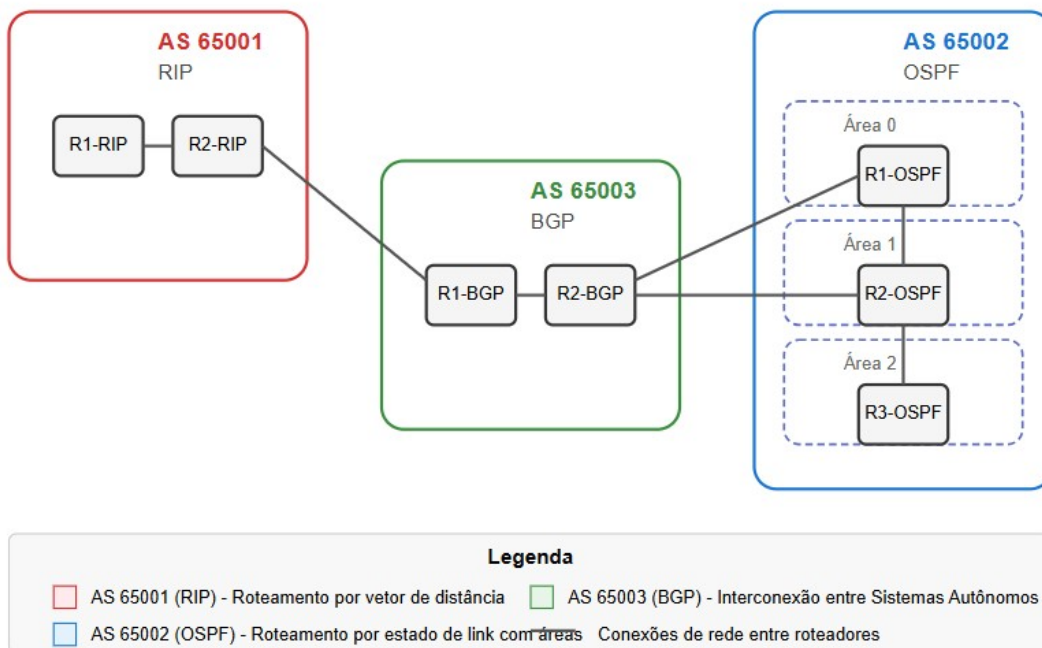 AS 65001
RIP
R1-RIP
R2-RIP
AS 65003
BGP
R1-BGP
R2-BGP
AS 65002
OSPF
Área 0
R1-OSPF
Área 1
R2-OSPF
Área 2
R3-OSPF
Legenda
AS 65001 (RIP) - Roteamento por vetor de distância
AS 65003 (BGP) - Interconexão entre Sistemas Autônomos
AS 65002 (OSPF) - Roteamento por estado de link com áreas
Conexões de rede entre roteadores